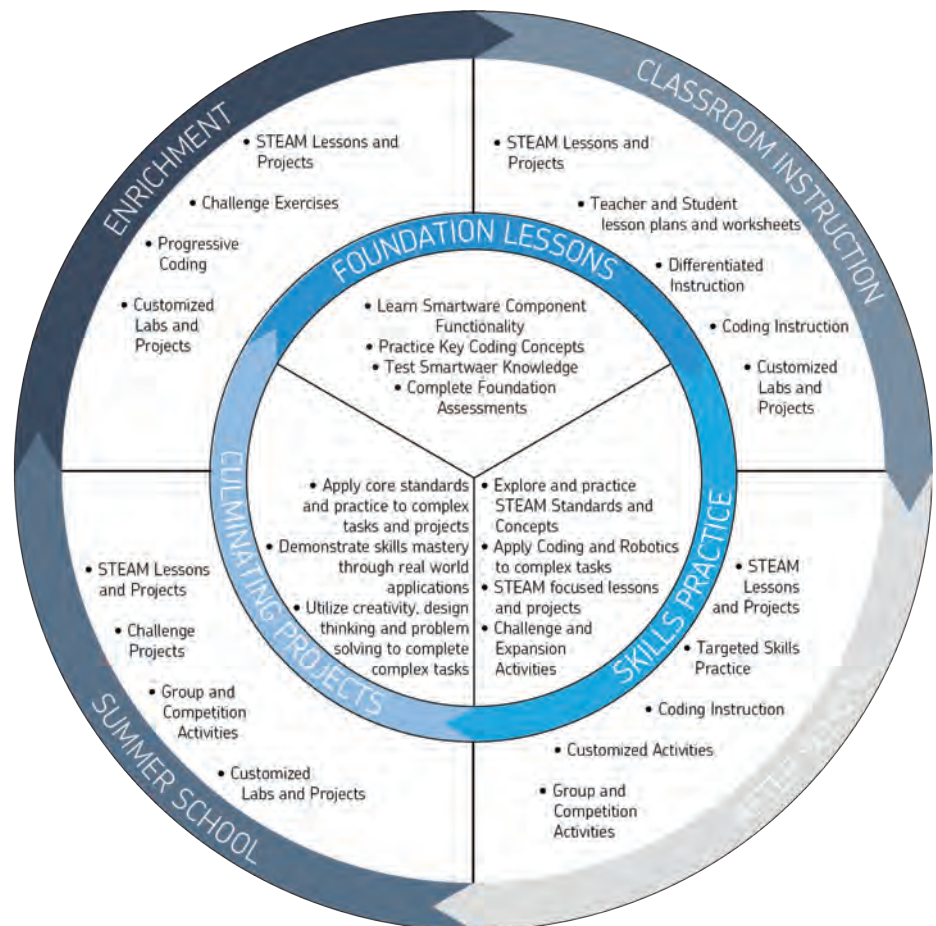 ENRICHMENT
• STEAM Lessons and
Projects
• Challenge Exercises
• Progressive
Coding
• Customized
Labs and
Projects
CLASSROOM INSTRUCTION
• STEAM Lessons and
Projects
• Teacher and Student
lesson plans and worksheets
• Differentiated
Instruction
• Coding Instruction
• Customized
Labs and
Projects
FOUNDATION LESSONS
• Learn Smartware Component
Functionality
• Practice Key Coding Concepts
• Test Smartwaer Knowledge
• Complete Foundation
Assessments
CULMINATING PROJECTS
• Apply core standards
and practice to complex
tasks and projects
• Demonstrate skills mastery
through real world
applications
• Utilize creativity, design
thinking and problem
solving to complete
complex tasks
SKILLS PRACTICE
• Explore and practice
STEAM Standards and
Concepts
• Apply Coding and Robotics
to complex tasks
• STEAM focused lessons
and projects
• Challenge and
Expansion
Activities
SUMMER SCHOOL
• STEAM Lessons
and Projects
• Challenge
Projects
• Group and
Competition
Activities
• Customized
Labs and Projects
• STEAM
Lessons
and Projects
• Targeted Skills
Practice
• Coding Instruction
• Customized Activities
• Group and
Competition
Activities